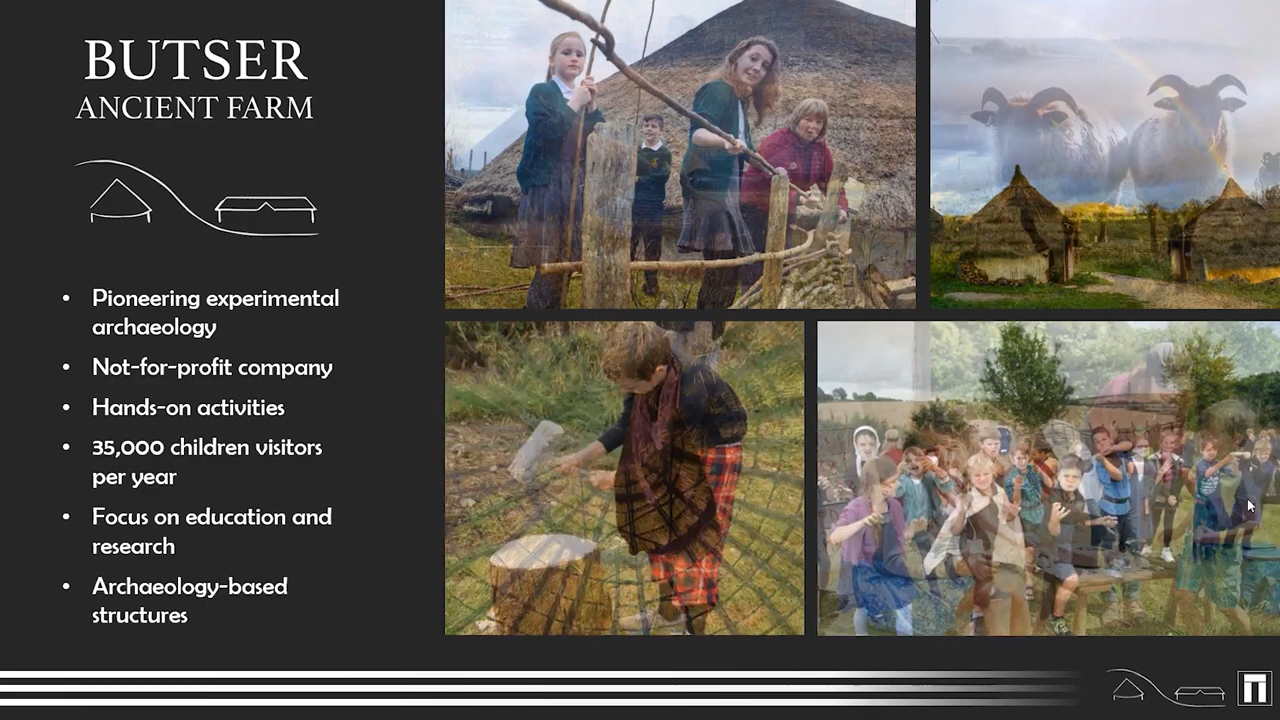 BUTSER
ANCIENT FARM
• Pioneering experimental
archaeology
• Not-for-profit company
• Hands-on activities
• 35,000 children visitors
per year
• Focus on education and
research
• Archaeology-based
structures